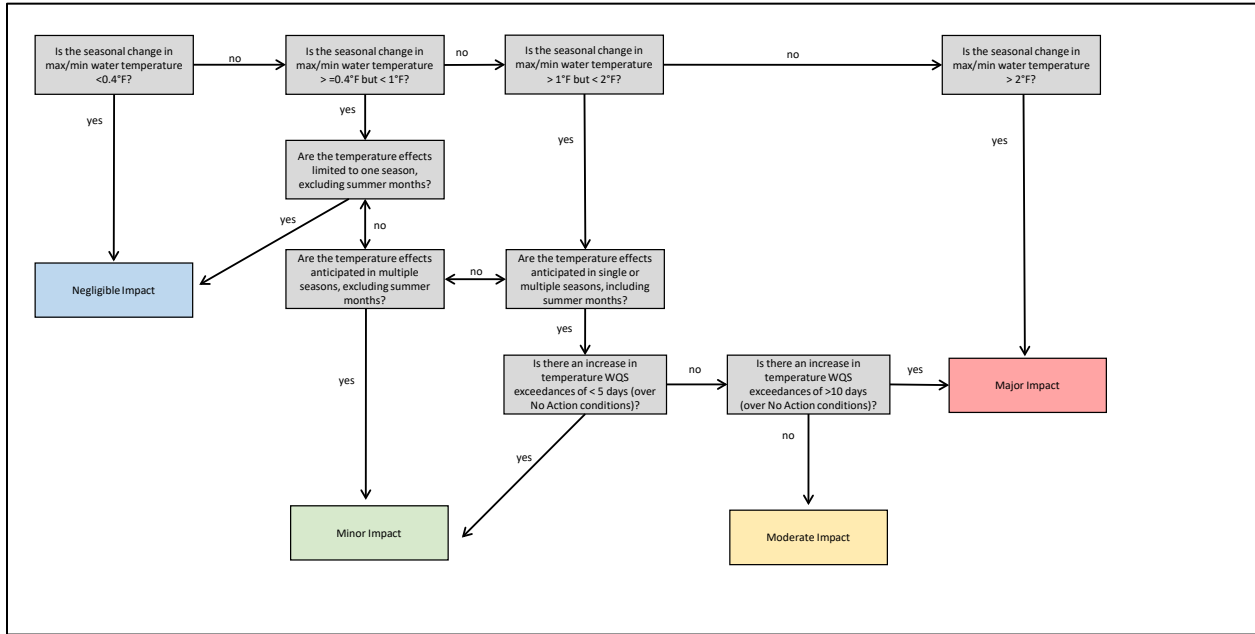 Is the seasonal change in
max/min water temperature
<0.4°F?
no
Is the seasonal change in
max/min water temperature
> =0.4°F but < 1°F?
no
Is the seasonal change in
max/min water temperature
> 1°F but < 2°F?
no
Is the seasonal change in
max/min water temperature
> 2°F?
yes
yes
yes
yes
Are the temperature effects
limited to one season,
excluding summer months?
yes
no
Are the temperature effects
anticipated in multiple
seasons, excluding summer
months?
no
Are the temperature effects
anticipated in single or
multiple seasons, including
summer months?
Negligible Impact
yes
yes
Is there an increase in
temperature WQS
exceedances of < 5 days (over
No Action conditions)?
no
Is there an increase in
temperature WQS
exceedances of >10 days
(over No Action conditions)?
yes
Major Impact
yes
no
Minor Impact
Moderate Impact